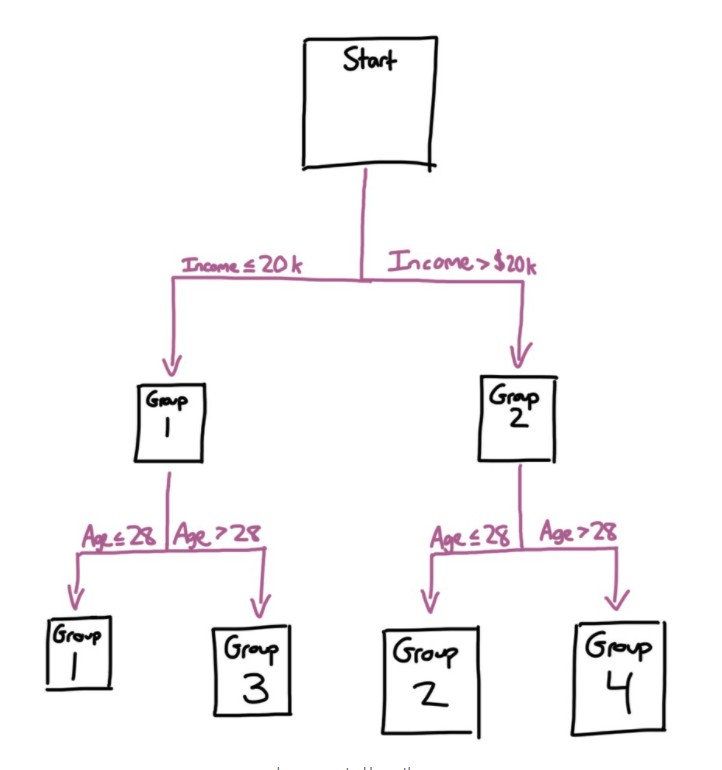 Start
Income ≤ 20k
Income > $20k
Group
1
Group
2
Age ≤ 28
Age > 28
Age ≤ 28
Age > 28
Group
1
Group
3
Group
2
Group
4